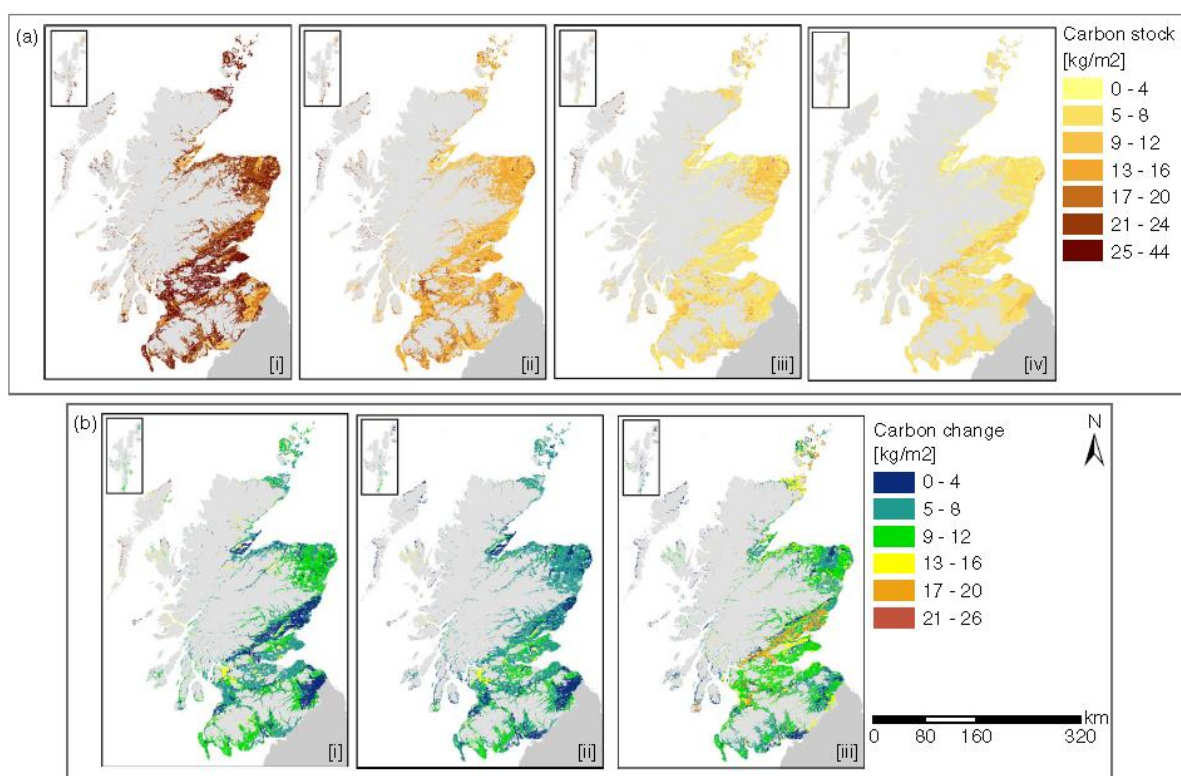 (a)
Carbon stock
[kg/m2]
0 - 4
5 - 8
9 - 12
13 - 16
17 - 20
21 - 24
25 - 44
[i]
[ii]
[iii]
[iv]
(b)
Carbon change
[kg/m2]
N
0 - 4
5 - 8
9 - 12
13 - 16
17 - 20
21 - 26
[i]
[ii]
[iii]
km
0 80 160 320